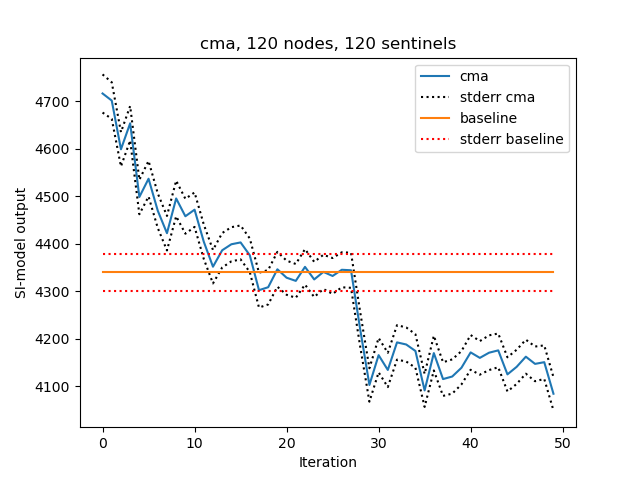 cma, 120 nodes, 120 sentinels
cma
stderr cma
baseline
stderr baseline
SI-model output
4700
4600
4500
4400
4300
4200
4100
0 10 20 30 40 50
Iteration